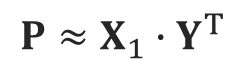 𝐏 ≈ 𝐗₁ · 𝐘ᵀ